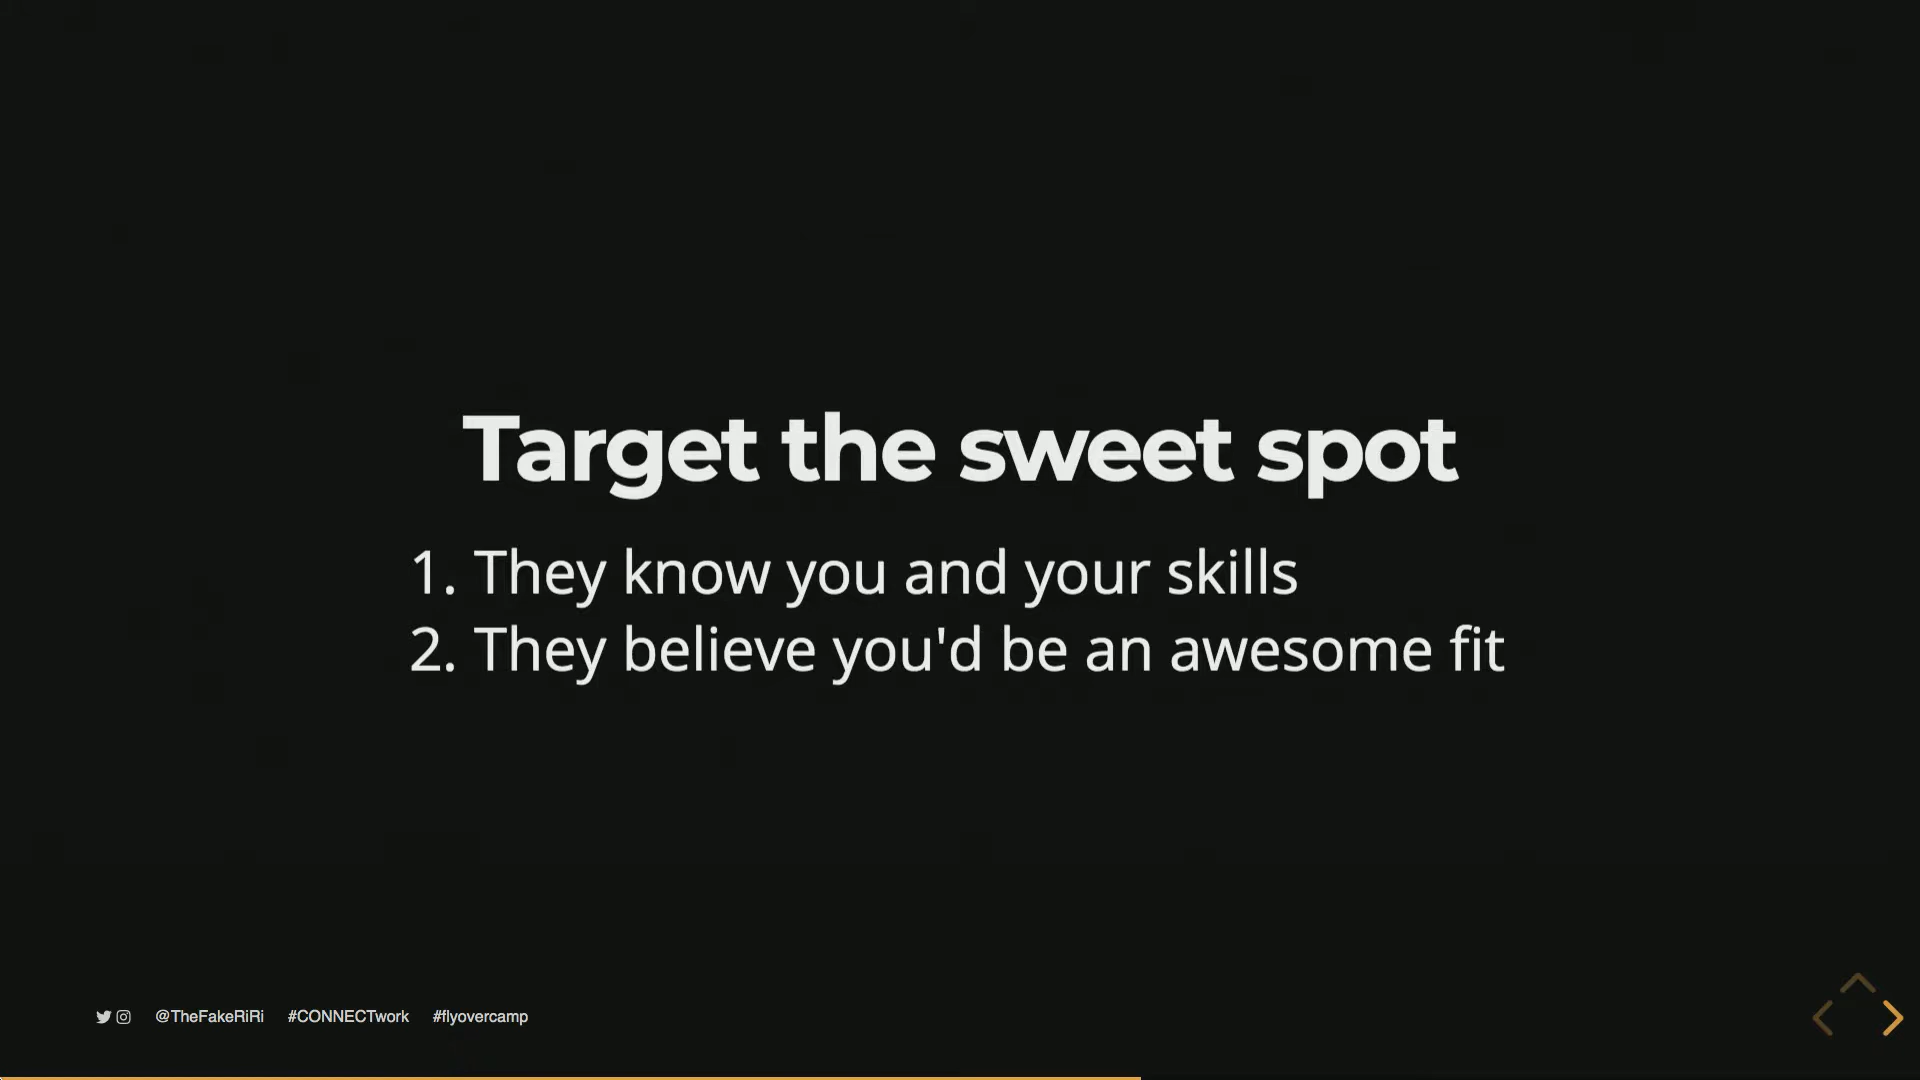 Target the sweet spot
1. They know you and your skills
2. They believe you'd be an awesome fit
@TheFakeRiRi #CONNECTwork #flyovercamp